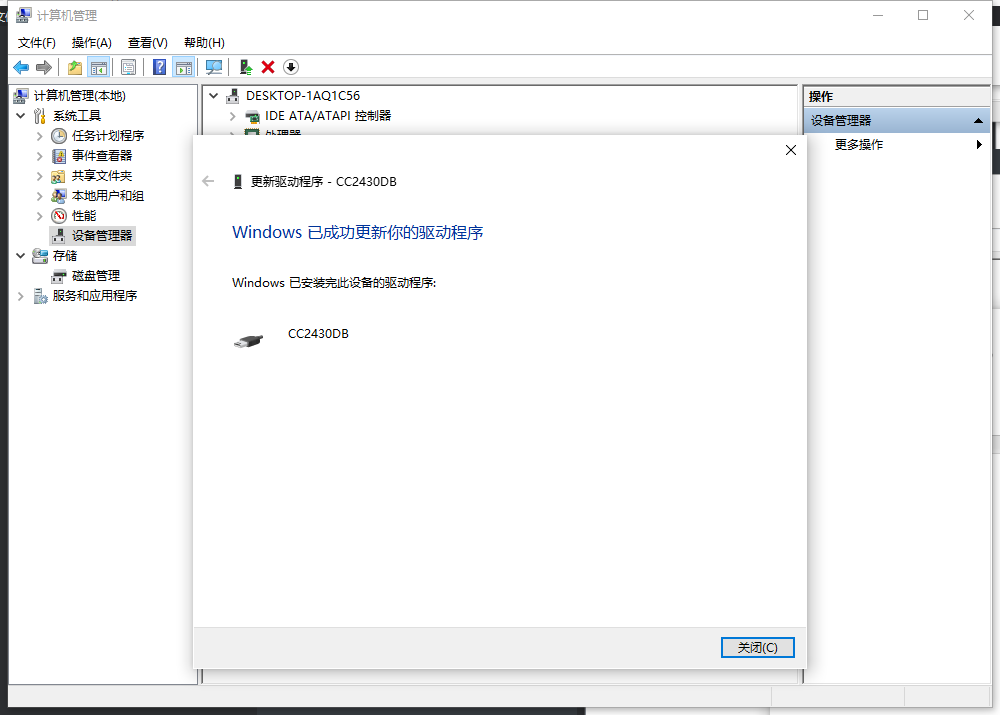 计算机管理
文件(F) 操作(A) 查看(V) 帮助(H)
计算机管理(本地)
系统工具
任务计划程序
事件查看器
共享文件夹
本地用户和组
性能
设备管理器
存储
磁盘管理
服务和应用程序
DESKTOP-1AQ1C56
IDE ATA/ATAPI 控制器
处理器
操作
设备管理器
更多操作
更新驱动程序 - CC2430DB
Windows 已成功更新你的驱动程序
Windows 已安装完此设备的驱动程序:
CC2430DB
关闭(C)